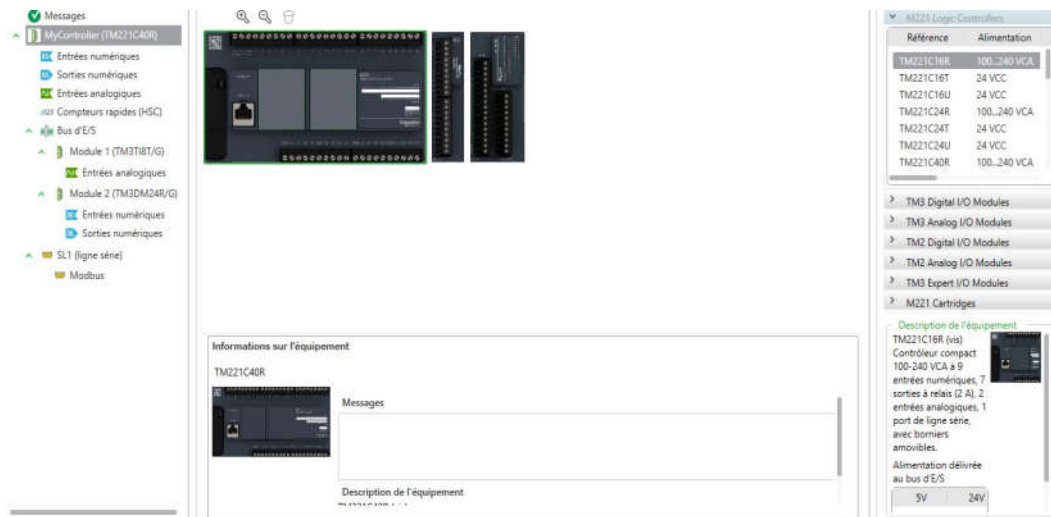 Messages
MyController (TM221C40R)
Entrées numériques
Sorties numériques
Entrées analogiques
Compteurs rapides (HSC)
Bus d'E/S
Module 1 (TM3TI8T/G)
Entrées analogiques
Module 2 (TM3DM24R/G)
Entrées numériques
Sorties numériques
SL1 (ligne série)
Modbus
Informations sur l'équipement
TM221C40R
Messages
Description de l'équipement
M221 Logic Controllers
Référence Alimentation
TM221C16R 100...240 VCA
TM221C16T 24 VCC
TM221C16U 24 VCC
TM221C24R 100...240 VCA
TM221C24T 24 VCC
TM221C24U 24 VCC
TM221C40R 100...240 VCA
TM3 Digital I/O Modules
TM3 Analog I/O Modules
TM2 Digital I/O Modules
TM2 Analog I/O Modules
TM3 Expert I/O Modules
M221 Cartridges
Description de l'équipement
TM221C16R (vis)
Contrôleur compact
100-240 VCA à 9
entrées numériques, 7
sorties à relais (2 A), 2
entrées analogiques, 1
port de ligne série,
avec borniers
amovibles.
Alimentation délivrée
au bus d'E/S
5V 24V